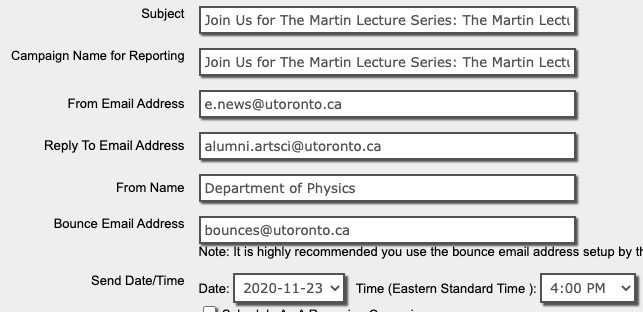 Subject Join Us for The Martin Lecture Series: The Martin Lectu
Campaign Name for Reporting Join Us for The Martin Lecture Series: The Martin Lectu
From Email Address e.news@utoronto.ca
Reply To Email Address alumni.artsci@utoronto.ca
From Name Department of Physics
Bounce Email Address bounces@utoronto.ca
Note: It is highly recommended you use the bounce email address setup by th
Send Date/Time Date: 2020-11-23 Time (Eastern Standard Time ): 4:00 PM